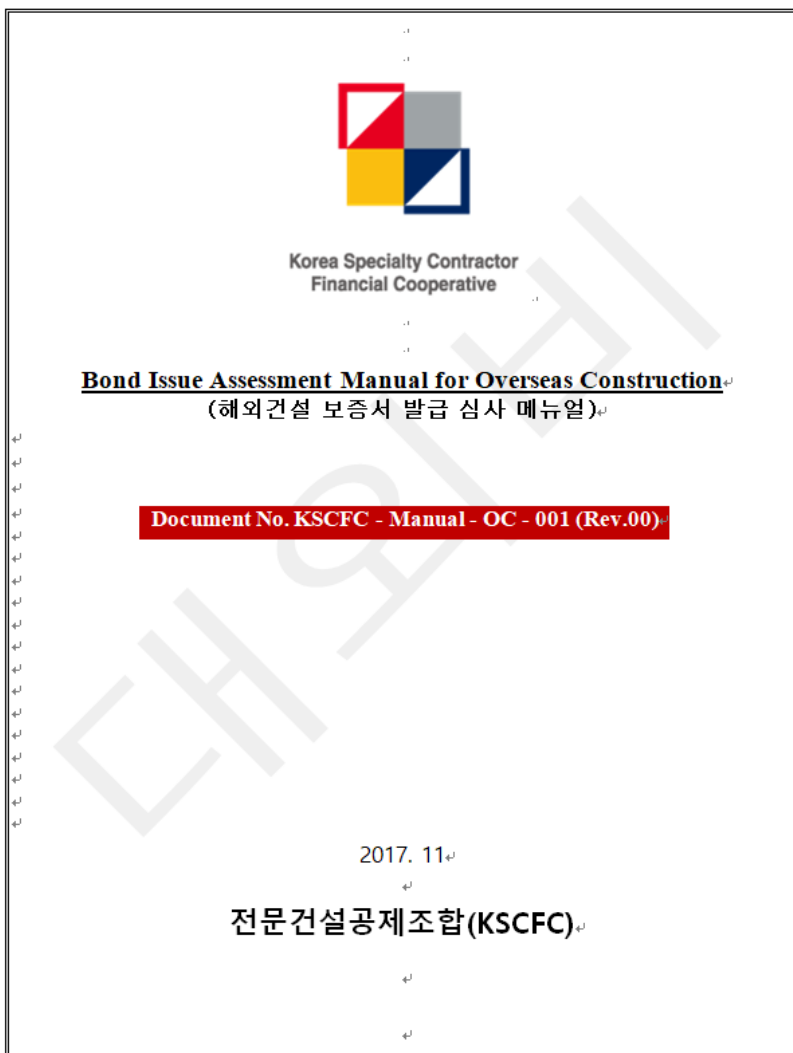 Korea Specialty Contractor
Financial Cooperative
Bond Issue Assessment Manual for Overseas Construction
(해외건설 보증서 발급 심사 메뉴얼)
Document No. KSCFC - Manual - OC - 001 (Rev.00)
대외비
2017. 11
전문건설공제조합(KSCFC)